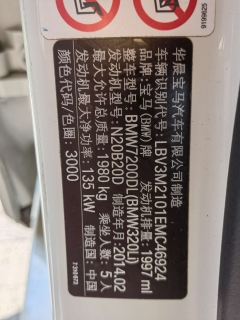 9919962
华晨宝马汽车有限公司制造
车辆识别代号：LBV3M2101EMC46924
品牌：宝马(BMW)牌 发动机排量：1997 ml
整车型号：BMW7200DL(BMW320Li)
发动机型号：N20B20D 制造年月：2014.02
最大允许总质量：1980 kg 乘坐人数：5人
发动机最大净功率：135 kW 制造国：中国
颜色代码/色圈：3000